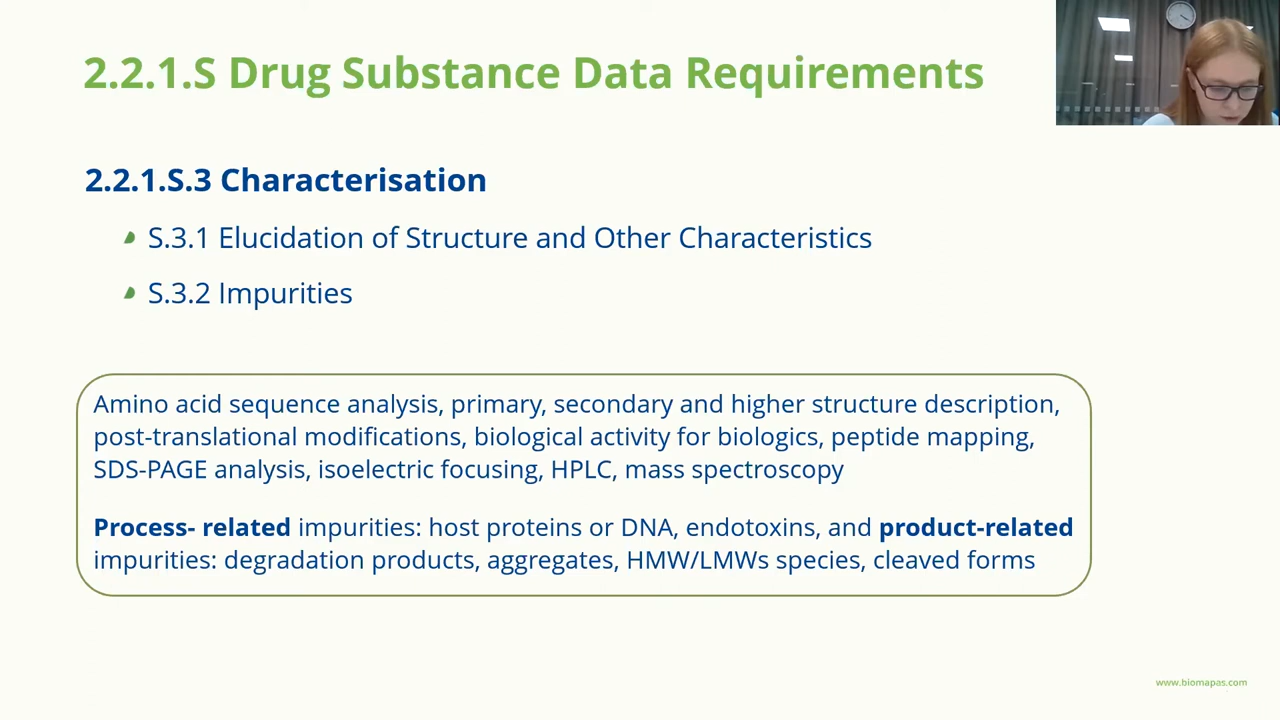 2.2.1.S Drug Substance Data Requirements
2.2.1.S.3 Characterisation
S.3.1 Elucidation of Structure and Other Characteristics
S.3.2 Impurities
Amino acid sequence analysis, primary, secondary and higher structure description,
post-translational modifications, biological activity for biologics, peptide mapping,
SDS-PAGE analysis, isoelectric focusing, HPLC, mass spectroscopy
Process- related impurities: host proteins or DNA, endotoxins, and product-related
impurities: degradation products, aggregates, HMW/LMWs species, cleaved forms
www.biomapas.com